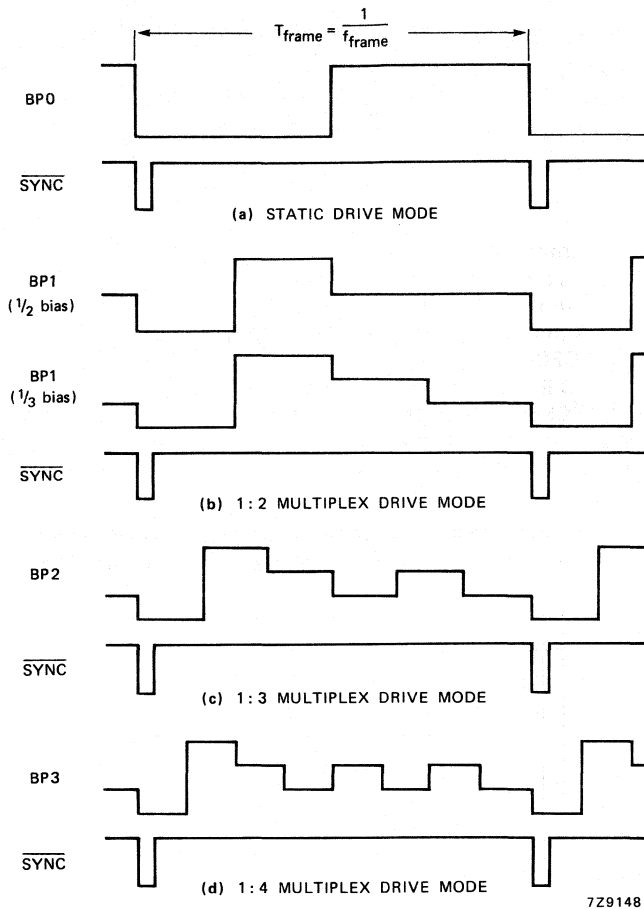 T_frame = 1 / f_frame
BP0
SYNC
(a) STATIC DRIVE MODE
BP1
(1/2 bias)
BP1
(1/3 bias)
SYNC
(b) 1:2 MULTIPLEX DRIVE MODE
BP2
SYNC
(c) 1:3 MULTIPLEX DRIVE MODE
BP3
SYNC
(d) 1:4 MULTIPLEX DRIVE MODE
7Z9148